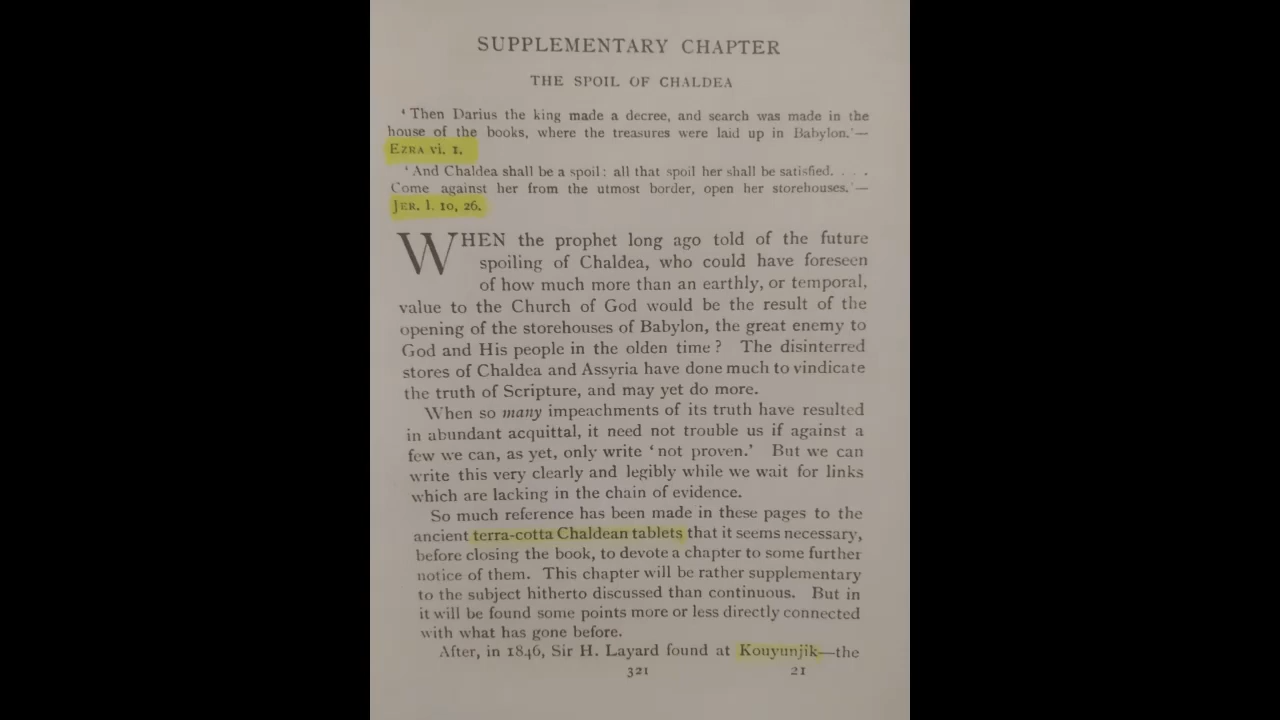 SUPPLEMENTARY CHAPTER
THE SPOIL OF CHALDEA
‘Then Darius the king made a decree, and search was made in the
house of the books, where the treasures were laid up in Babylon.’—
EZRA vi. 1.
‘And Chaldea shall be a spoil: all that spoil her shall be satisfied. . . .
Come against her from the utmost border, open her storehouses.’—
JER. l. 10, 26.
WHEN the prophet long ago told of the future
spoiling of Chaldea, who could have foreseen
of how much more than an earthly, or temporal,
value to the Church of God would be the result of the
opening of the storehouses of Babylon, the great enemy to
God and His people in the olden time? The disinterred
stores of Chaldea and Assyria have done much to vindicate
the truth of Scripture, and may yet do more.
When so many impeachments of its truth have resulted
in abundant acquittal, it need not trouble us if against a
few we can, as yet, only write ‘not proven.’ But we can
write this very clearly and legibly while we wait for links
which are lacking in the chain of evidence.
So much reference has been made in these pages to the
ancient terra-cotta Chaldean tablets that it seems necessary,
before closing the book, to devote a chapter to some further
notice of them. This chapter will be rather supplementary
to the subject hitherto discussed than continuous. But in
it will be found some points more or less directly connected
with what has gone before.
After, in 1846, Sir H. Layard found at Kouyunjik—the
321 21